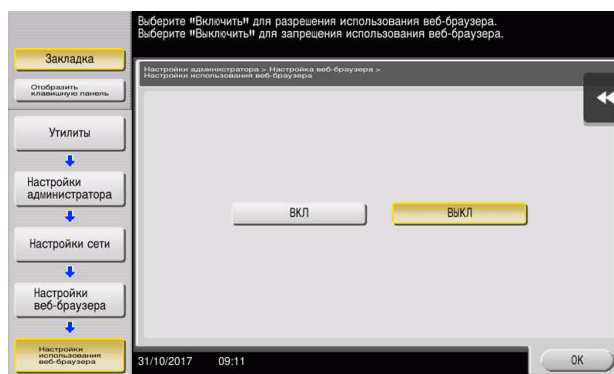 Выберите "Включить" для разрешения использования веб-браузера.
Выберите "Выключить" для запрещения использования веб-браузера.
Закладка
Отобразить
клавишную панель
Утилиты
Настройки
администратора
Настройки сети
Настройки
веб-браузера
Настройки
использования
веб-браузера
Настройки администратора > Настройка веб-браузера >
Настройки использования веб-браузера
ВКЛ
ВЫКЛ
31/10/2017 09:11
OK